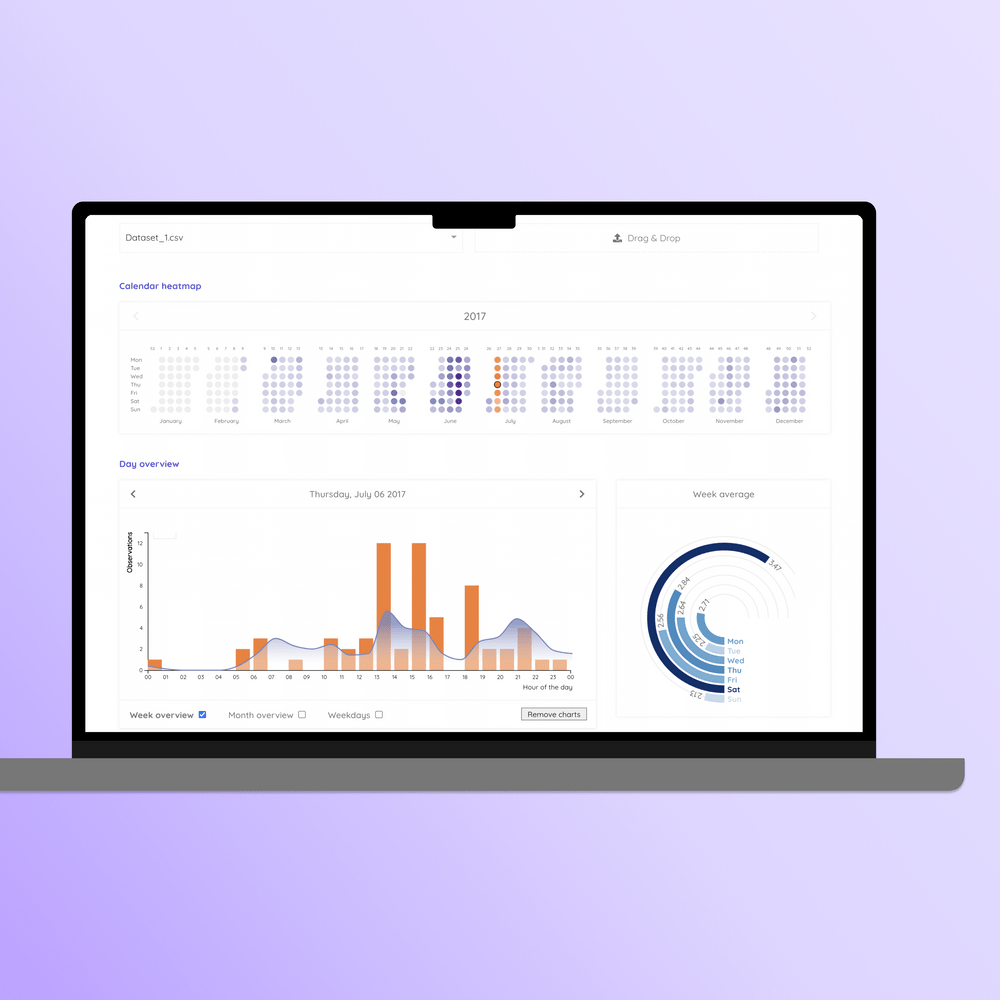 Dataset_1.csv
Drag & Drop
Calendar heatmap
2017
Mon
Tue
Wed
Thu
Fri
Sat
Sun
January February March April May June July August September October November December
Day overview
Thursday, July 06 2017
Week average
Observations
12
10
8
6
4
2
0
00 01 02 03 04 05 06 07 08 09 10 11 12 13 14 15 16 17 18 19 20 21 22 23 00
Hour of the day
3.47
2.84
2.71
2.64
2.56
2.25
2.13
Mon
Tue
Wed
Thu
Fri
Sat
Sun
Week overview
Month overview
Weekdays
Remove charts